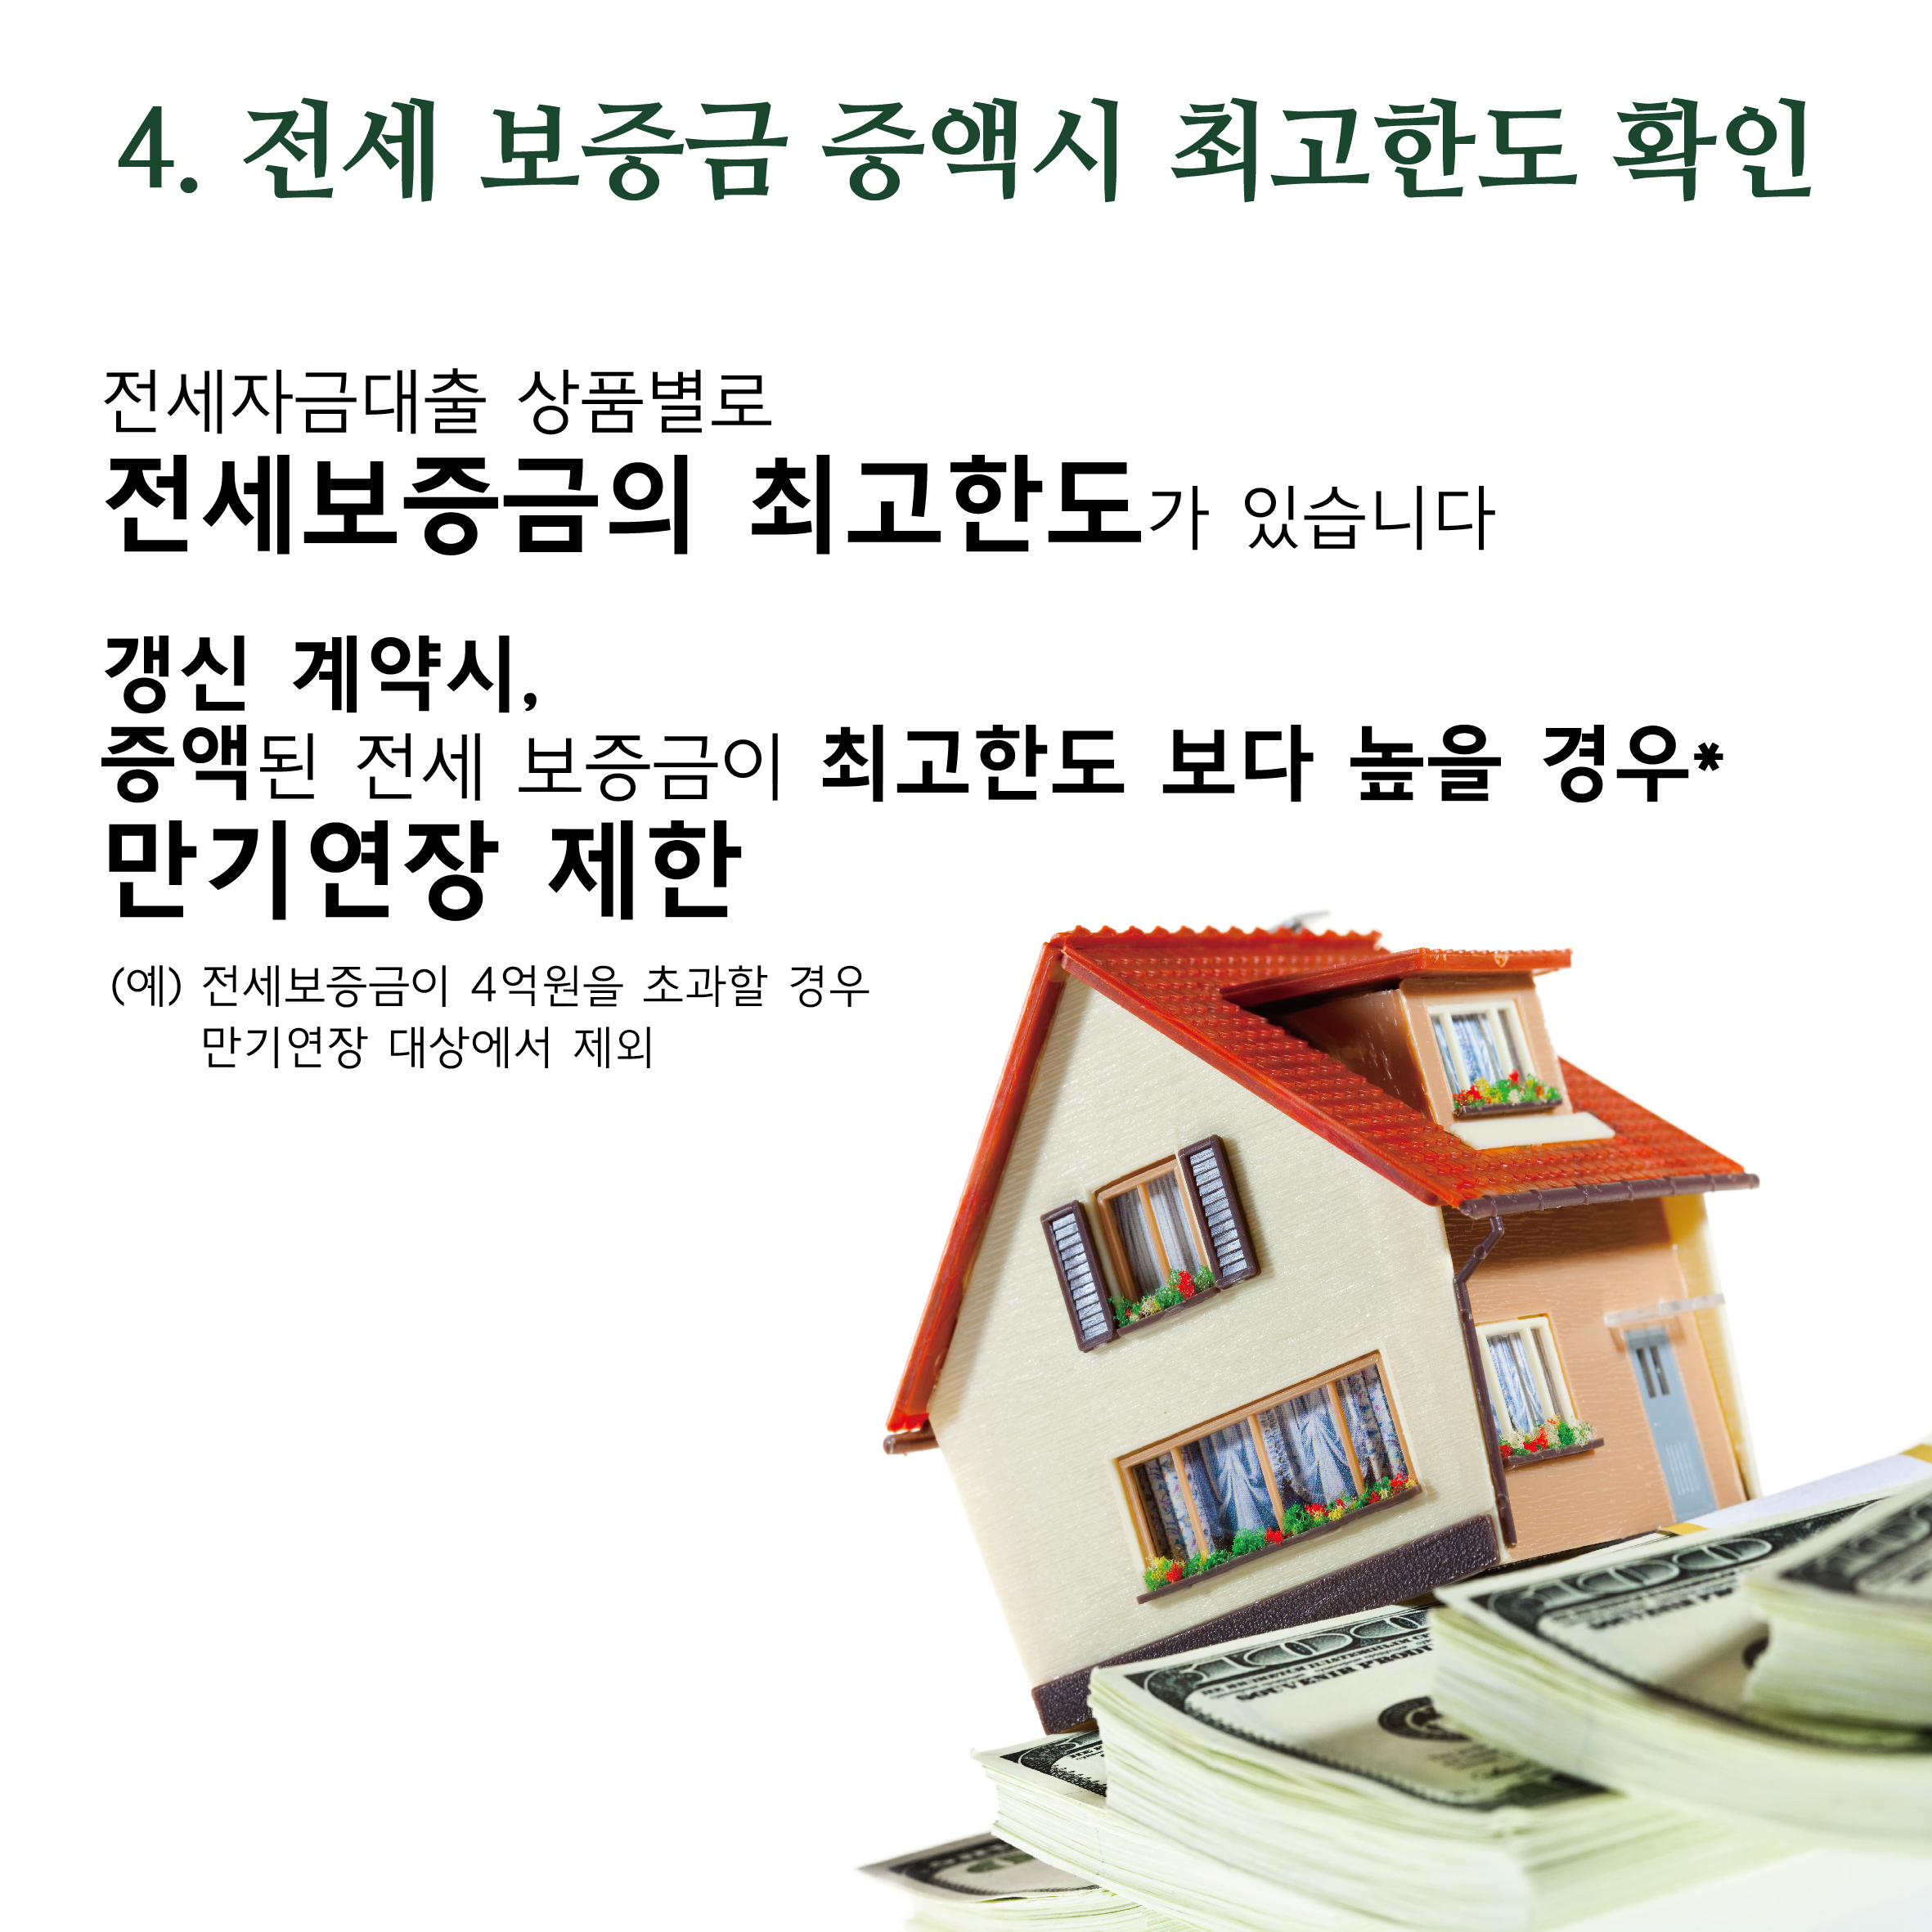 4. 전세 보증금 증액시 최고한도 확인
전세자금대출 상품별로
전세보증금의 최고한도가 있습니다
갱신 계약시,
증액된 전세 보증금이 최고한도 보다 높을 경우*
만기연장 제한
(예) 전세보증금이 4억원을 초과할 경우
만기연장 대상에서 제외